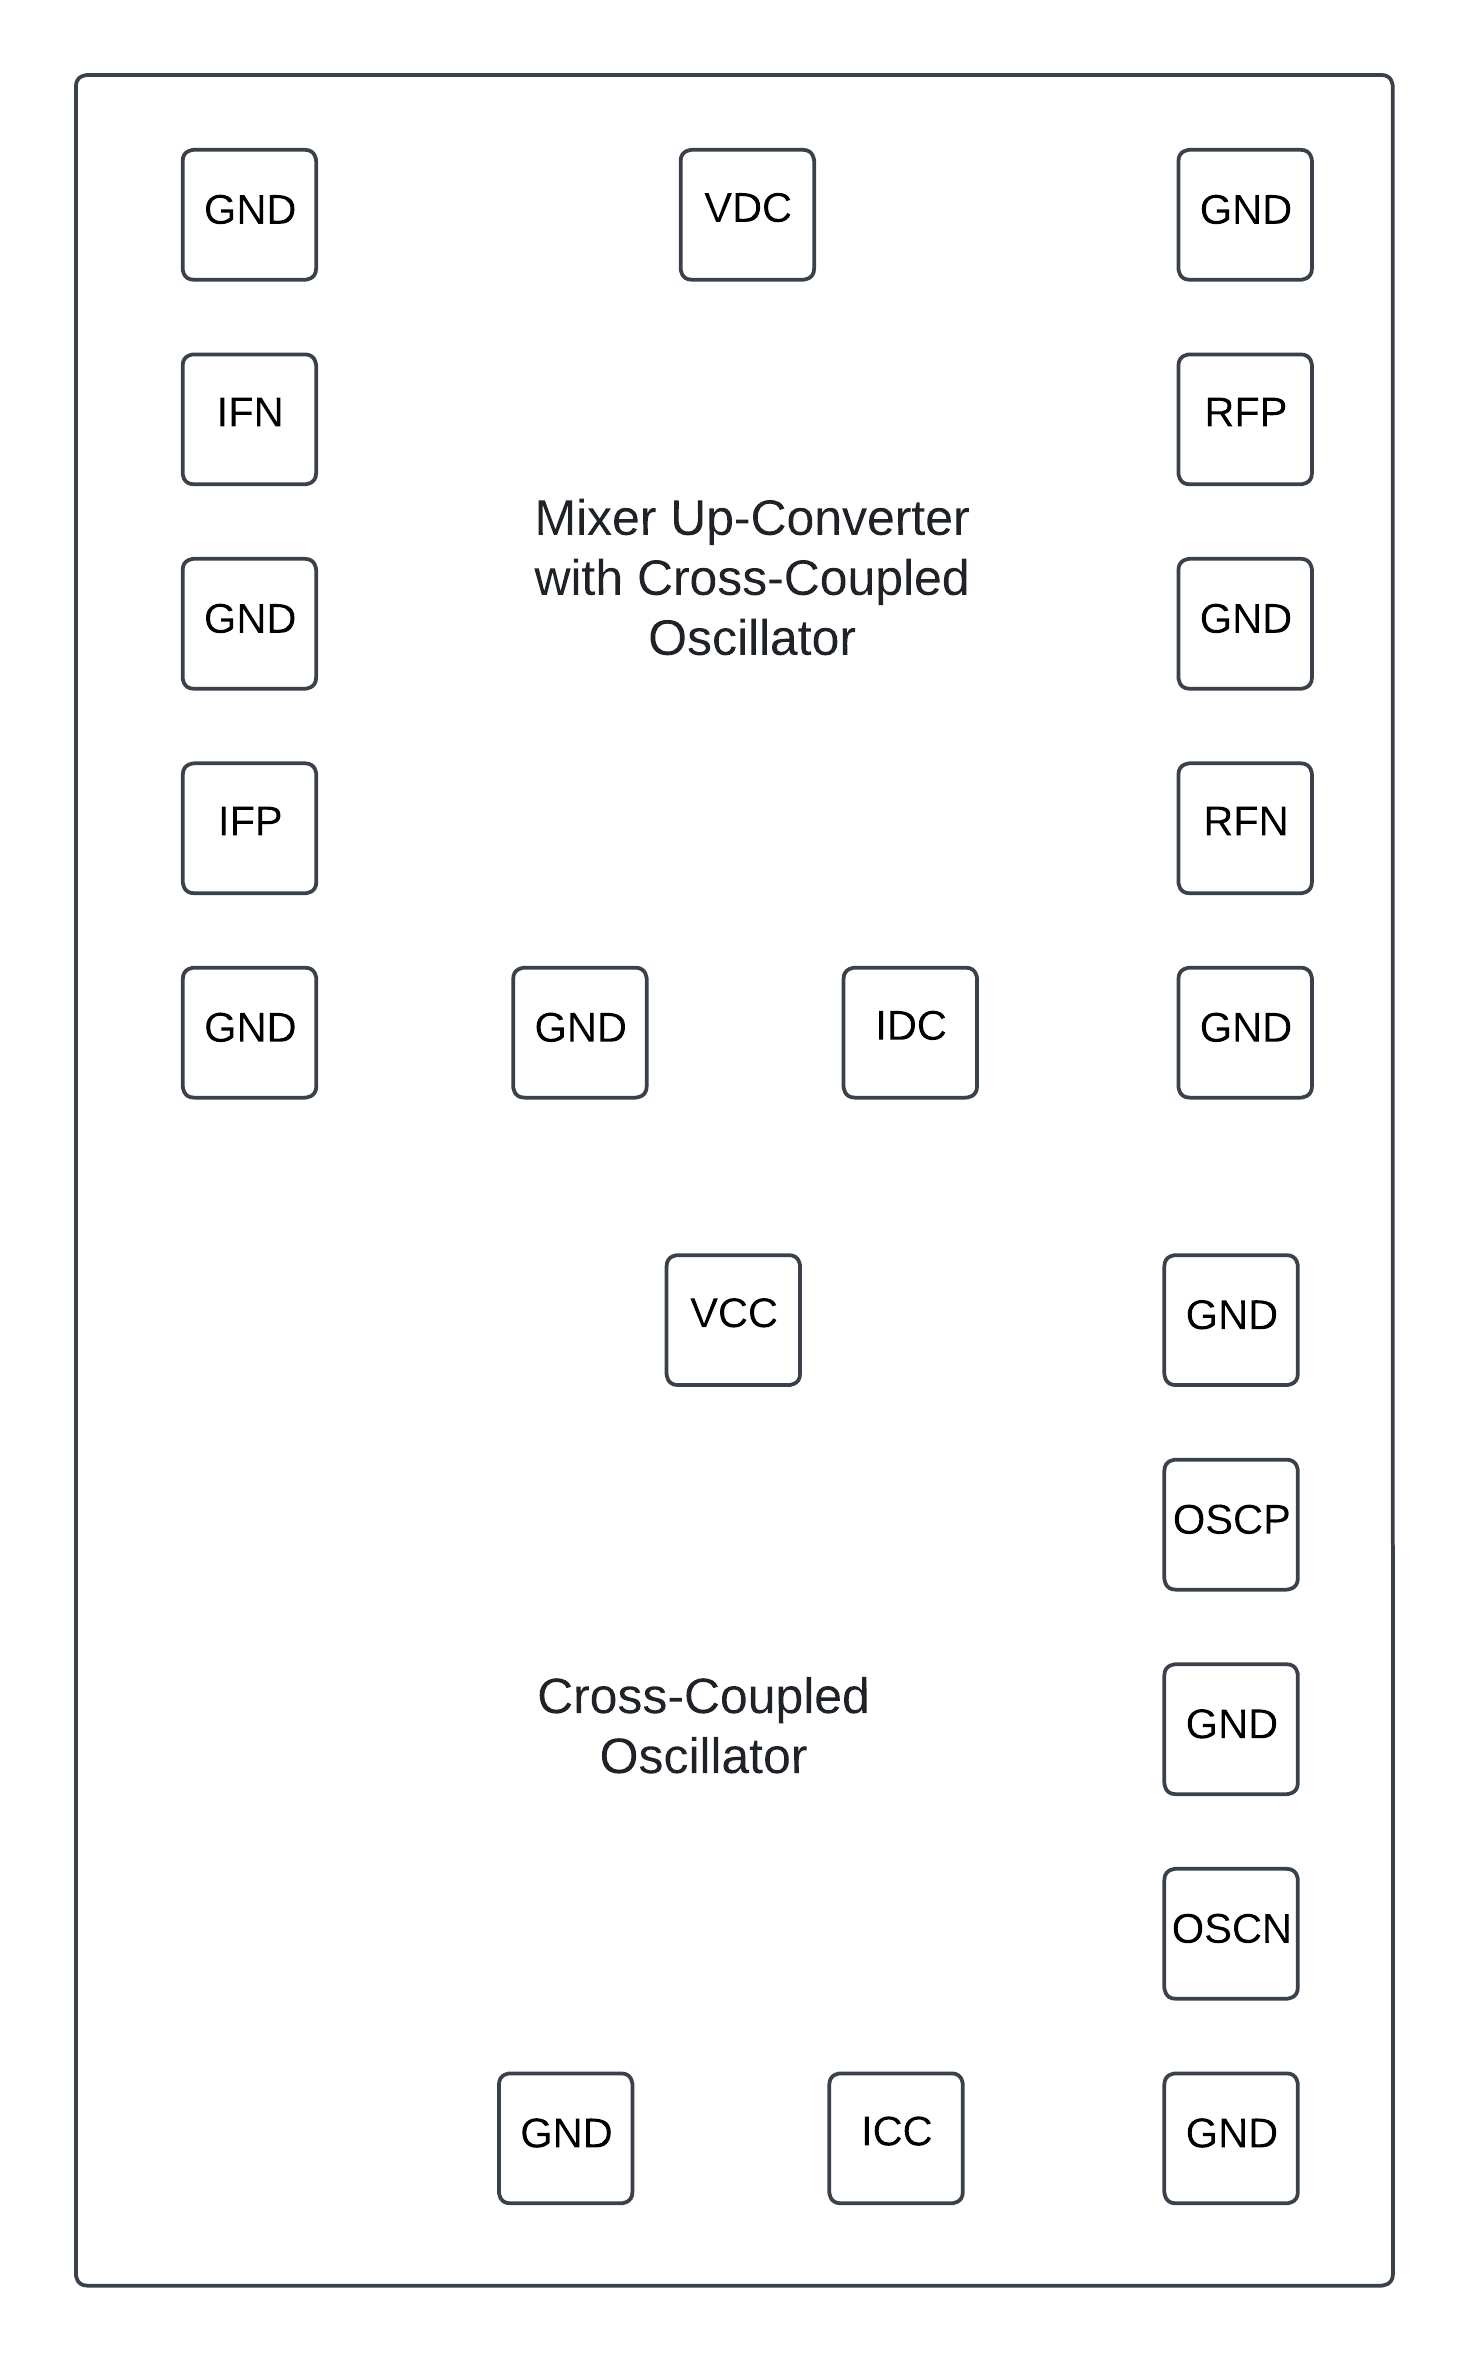 GND
VDC
GND
IFN
RFP
Mixer Up-Converter
with Cross-Coupled
Oscillator
GND
GND
IFP
RFN
GND
GND
IDC
GND
VCC
GND
OSCP
Cross-Coupled
Oscillator
GND
OSCN
GND
ICC
GND